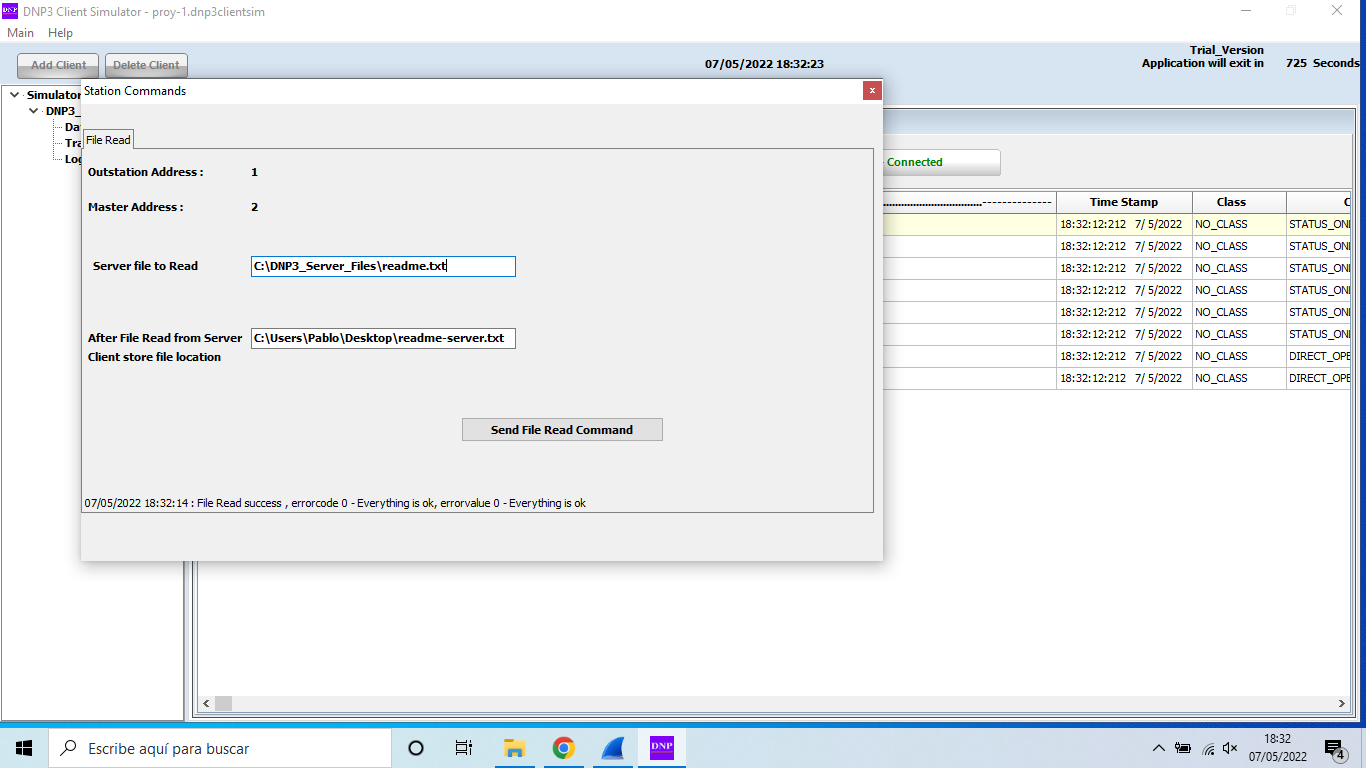 DNP DNP3 Client Simulator - proy-1.dnp3clientsim
Main Help
Add Client Delete Client
07/05/2022 18:32:23
Trial_Version
Application will exit in 725 Seconds
Simulator
DNP3_
Da
Tra
Log
Station Commands
x
File Read
Outstation Address : 1
Master Address : 2
Server file to Read C:\DNP3_Server_Files\readme.txt
After File Read from Server C:\Users\Pablo\Desktop\readme-server.txt
Client store file location
Send File Read Command
07/05/2022 18:32:14 : File Read success , errorcode 0 - Everything is ok, errorvalue 0 - Everything is ok
Connected
Time Stamp Class C
18:32:12:212 7/ 5/2022 NO_CLASS STATUS_ONL
18:32:12:212 7/ 5/2022 NO_CLASS STATUS_ONL
18:32:12:212 7/ 5/2022 NO_CLASS STATUS_ONL
18:32:12:212 7/ 5/2022 NO_CLASS STATUS_ONL
18:32:12:212 7/ 5/2022 NO_CLASS STATUS_ONL
18:32:12:212 7/ 5/2022 NO_CLASS STATUS_ONL
18:32:12:212 7/ 5/2022 NO_CLASS DIRECT_OPE
18:32:12:212 7/ 5/2022 NO_CLASS DIRECT_OPE
Escribe aquí para buscar
DNP
18:32
07/05/2022
4